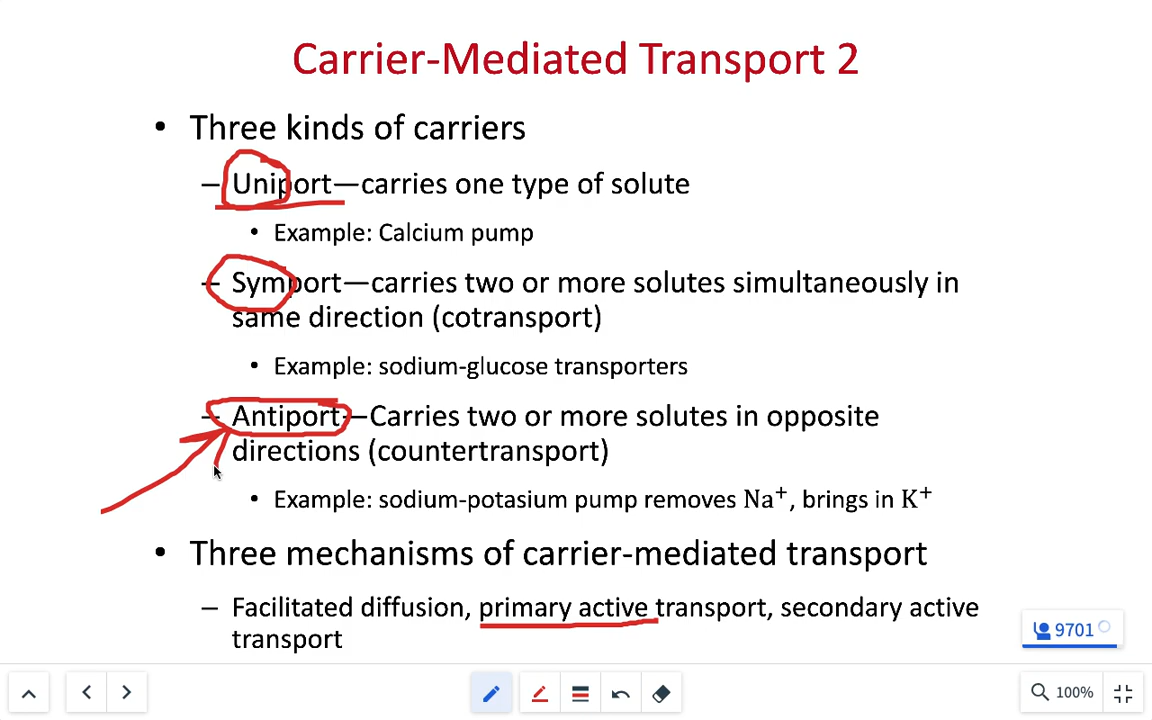 Carrier-Mediated Transport 2
• Three kinds of carriers
– Uniport—carries one type of solute
• Example: Calcium pump
– Symport—carries two or more solutes simultaneously in
same direction (cotransport)
• Example: sodium-glucose transporters
– Antiport—Carries two or more solutes in opposite
directions (countertransport)
• Example: sodium-potasium pump removes Na⁺, brings in K⁺
• Three mechanisms of carrier-mediated transport
– Facilitated diffusion, primary active transport, secondary active
transport
9701
100%